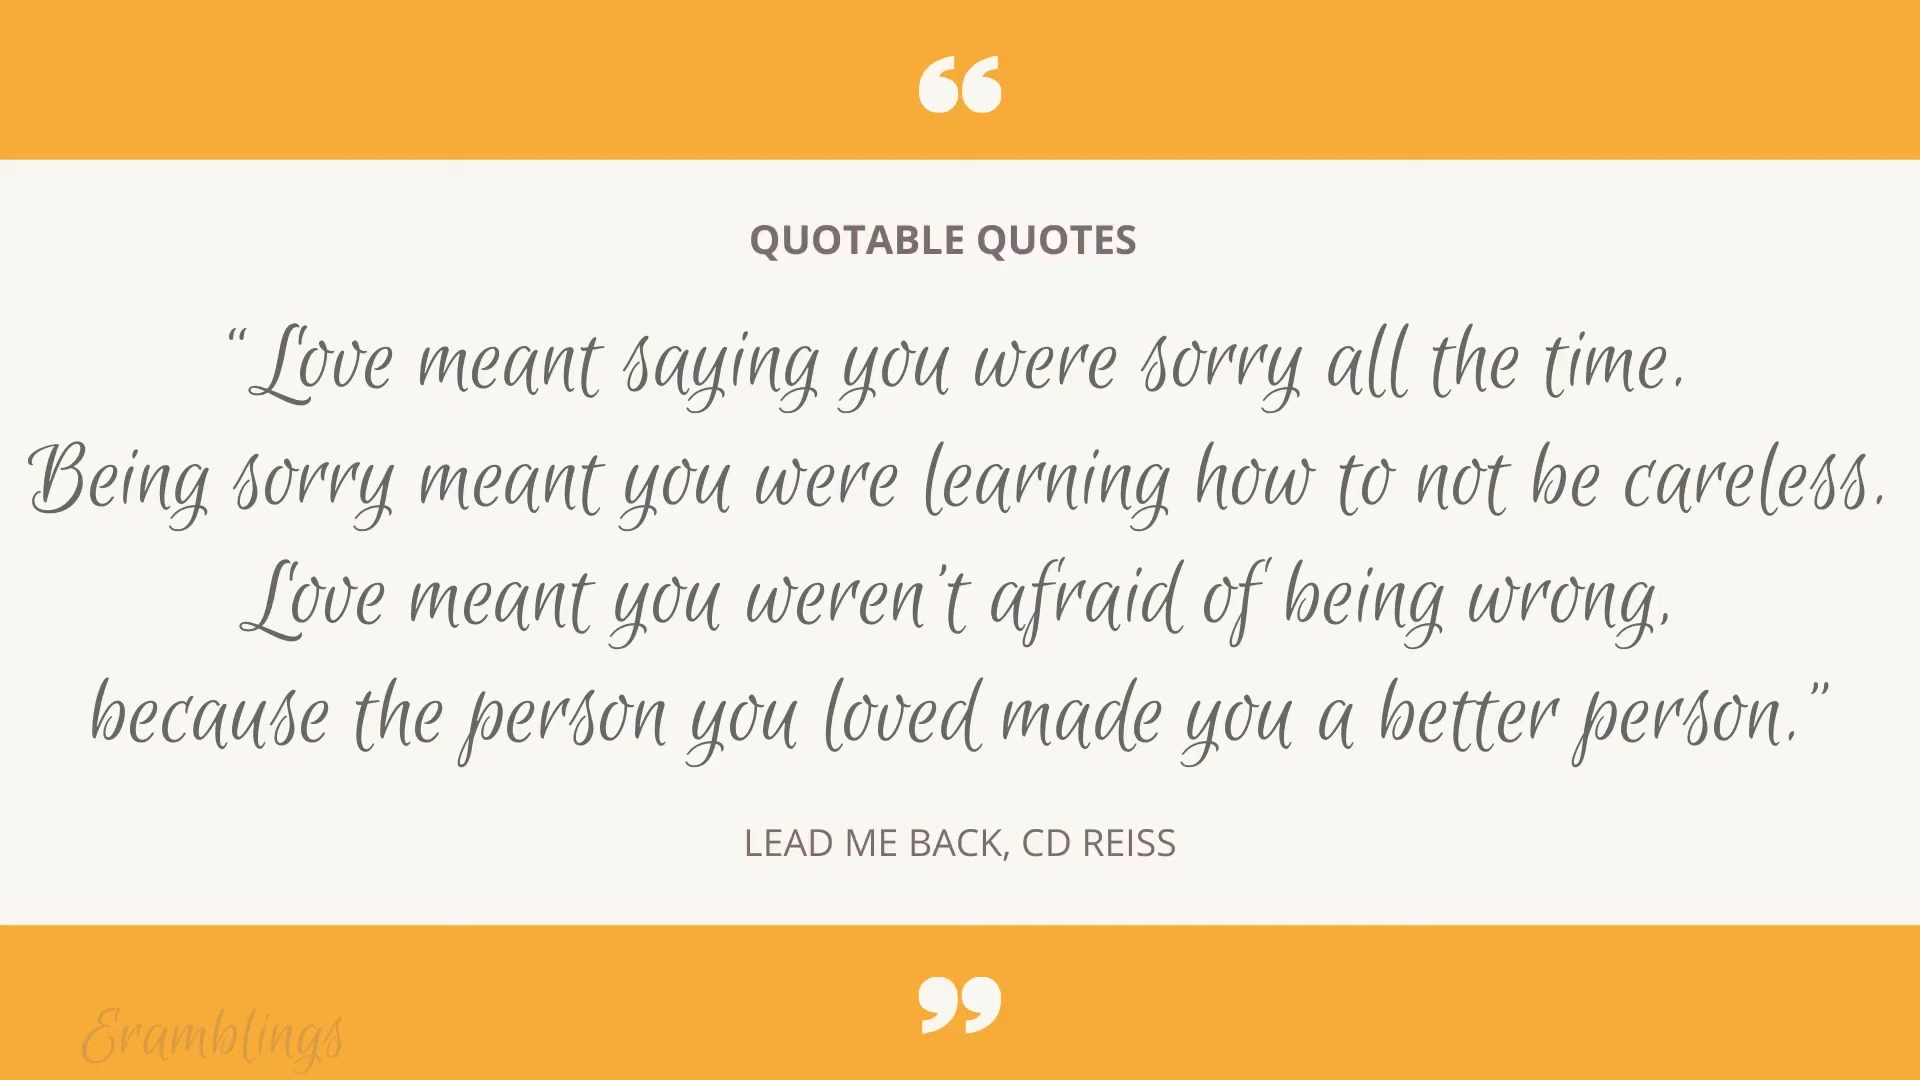 “
QUOTABLE QUOTES
“Love meant saying you were sorry all the time.
Being sorry meant you were learning how to not be careless.
Love meant you weren’t afraid of being wrong,
because the person you loved made you a better person.”
LEAD ME BACK, CD REISS
”
Eramblings